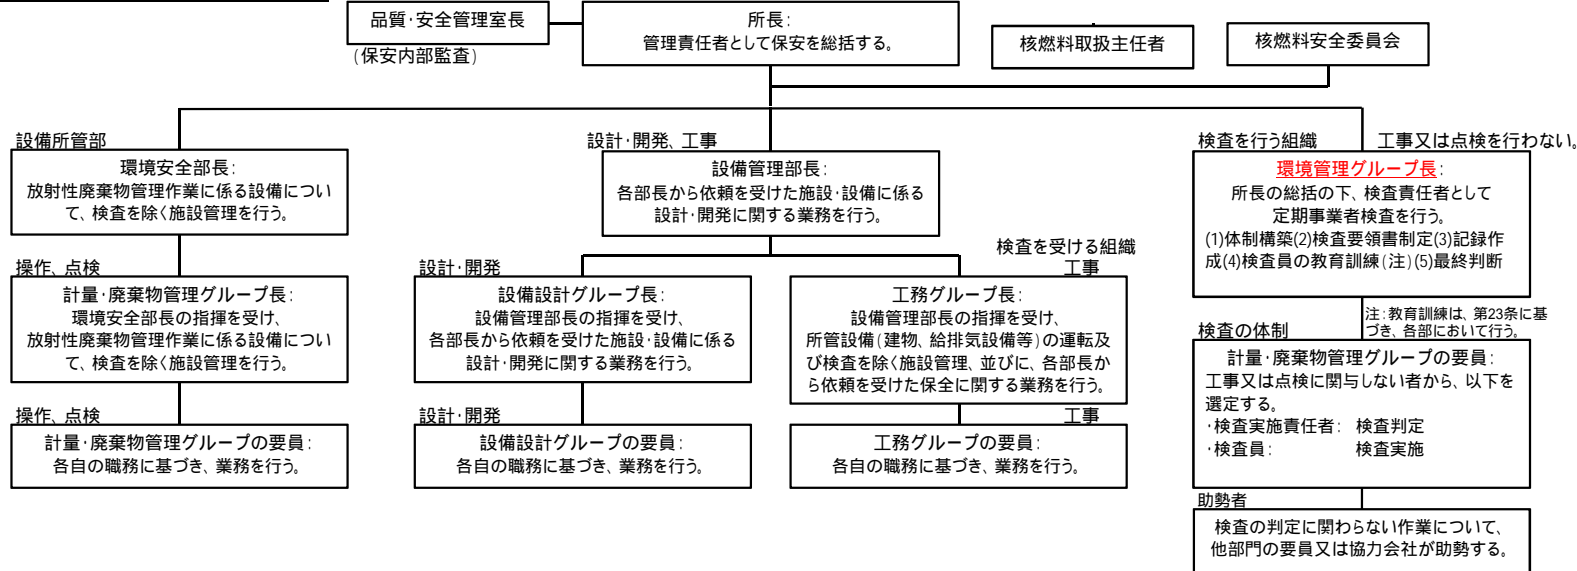 品質・安全管理室長
(保安内部監査)
所長:
管理責任者として保安を総括する。
核燃料取扱主任者
核燃料安全委員会
設備所管部
環境安全部長:
放射性廃棄物管理作業に係る設備につい
て、検査を除く施設管理を行う。
操作、点検
計量・廃棄物管理グループ長:
環境安全部長の指揮を受け、
放射性廃棄物管理作業に係る設備につい
て、検査を除く施設管理を行う。
操作、点検
計量・廃棄物管理グループの要員:
各自の職務に基づき、業務を行う。
設計・開発、工事
設備管理部長:
各部長から依頼を受けた施設・設備に係る
設計・開発に関する業務を行う。
検査を受ける組織
設計・開発
設備設計グループ長:
設備管理部長の指揮を受け、
各部長から依頼を受けた施設・設備に係る
設計・開発に関する業務を行う。
設計・開発
設備設計グループの要員:
各自の職務に基づき、業務を行う。
工事
工務グループ長:
設備管理部長の指揮を受け、
所管設備(建物、給排気設備等)の運転及
び検査を除く施設管理、並びに、各部長か
ら依頼を受けた保全に関する業務を行う。
工事
工務グループの要員:
各自の職務に基づき、業務を行う。
検査を行う組織
工事又は点検を行わない。
環境管理グループ長:
所長の総括の下、検査責任者として
定期事業者検査を行う。
(1)体制構築(2)検査要領書制定(3)記録作
成(4)検査員の教育訓練(注)(5)最終判断
注:教育訓練は、第23条に基
づき、各部において行う。
検査の体制
計量・廃棄物管理グループの要員:
工事又は点検に関与しない者から、以下を
選定する。
・検査実施責任者: 検査判定
・検査員: 検査実施
助勢者
検査の判定に関わらない作業について、
他部門の要員又は協力会社が助勢する。